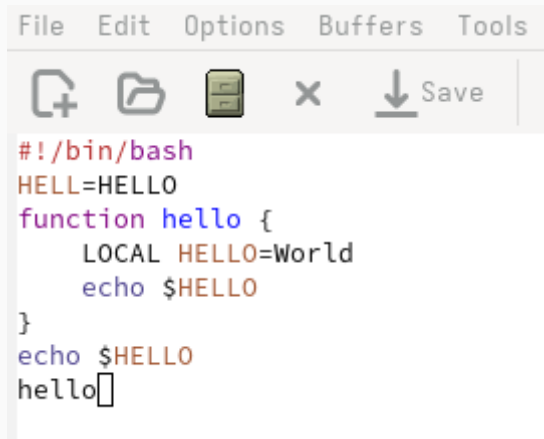 File Edit Options Buffers Tools
Save
#!/bin/bash
HELL=HELLO
function hello {
    LOCAL HELLO=World
    echo $HELLO
}
echo $HELLO
hello